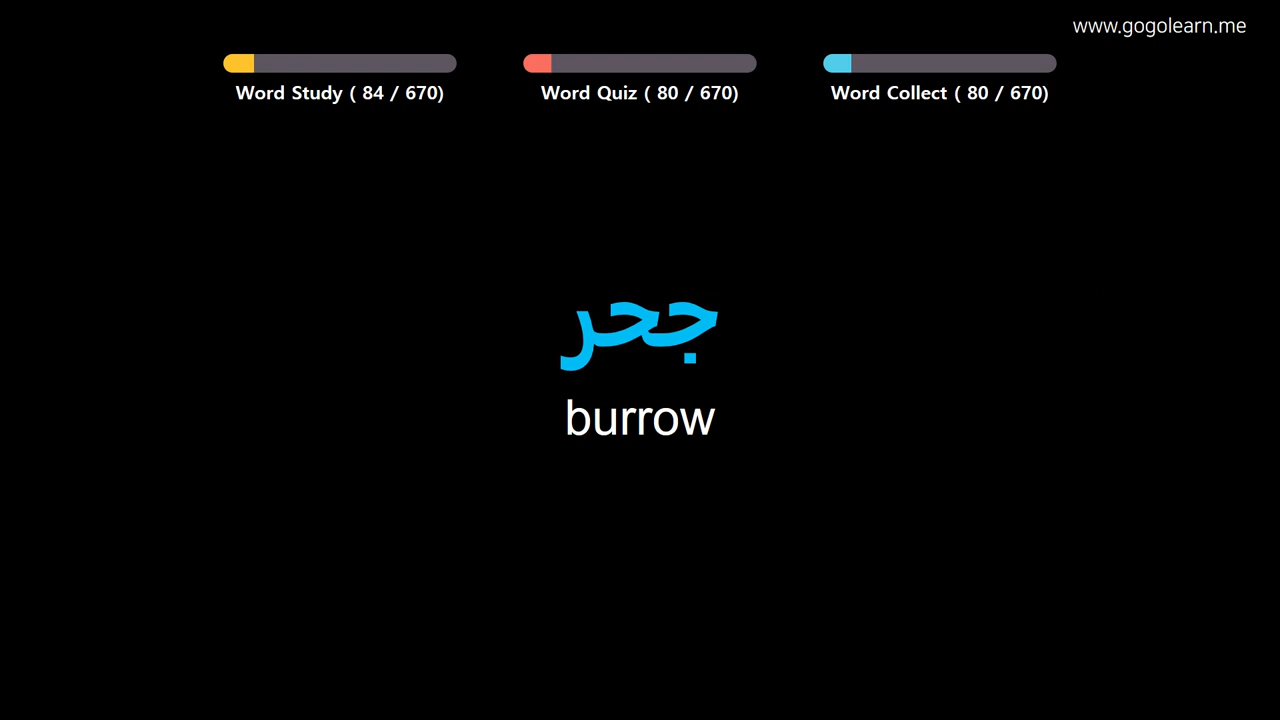 www.gogolearn.me
Word Study ( 84 / 670)
Word Quiz ( 80 / 670)
Word Collect ( 80 / 670)
جحر
burrow